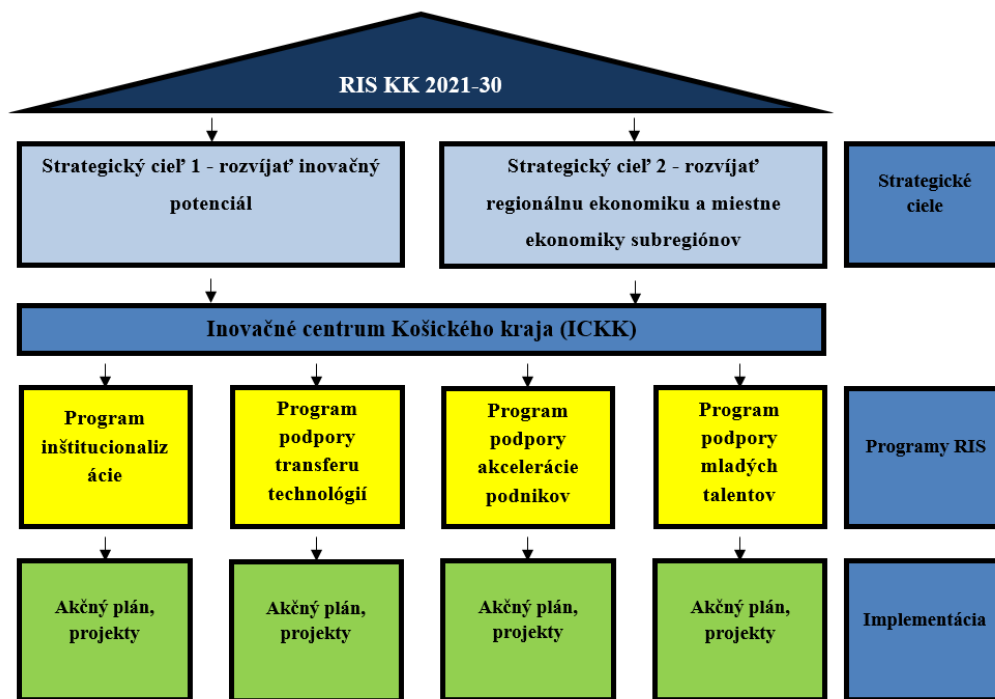 RIS KK 2021-30
Strategický cieľ 1 - rozvíjať inovačný
potenciál
Strategický cieľ 2 - rozvíjať
regionálnu ekonomiku a miestne
ekonomiky subregiónov
Strategické
ciele
Inovačné centrum Košického kraja (ICKK)
Program
inštitucionaliz
ácie
Program
podpory
transferu
technológií
Program
podpory
akcelerácie
podnikov
Program
podpory
mladých
talentov
Programy RIS
Akčný plán,
projekty
Akčný plán,
projekty
Akčný plán,
projekty
Akčný plán,
projekty
Implementácia